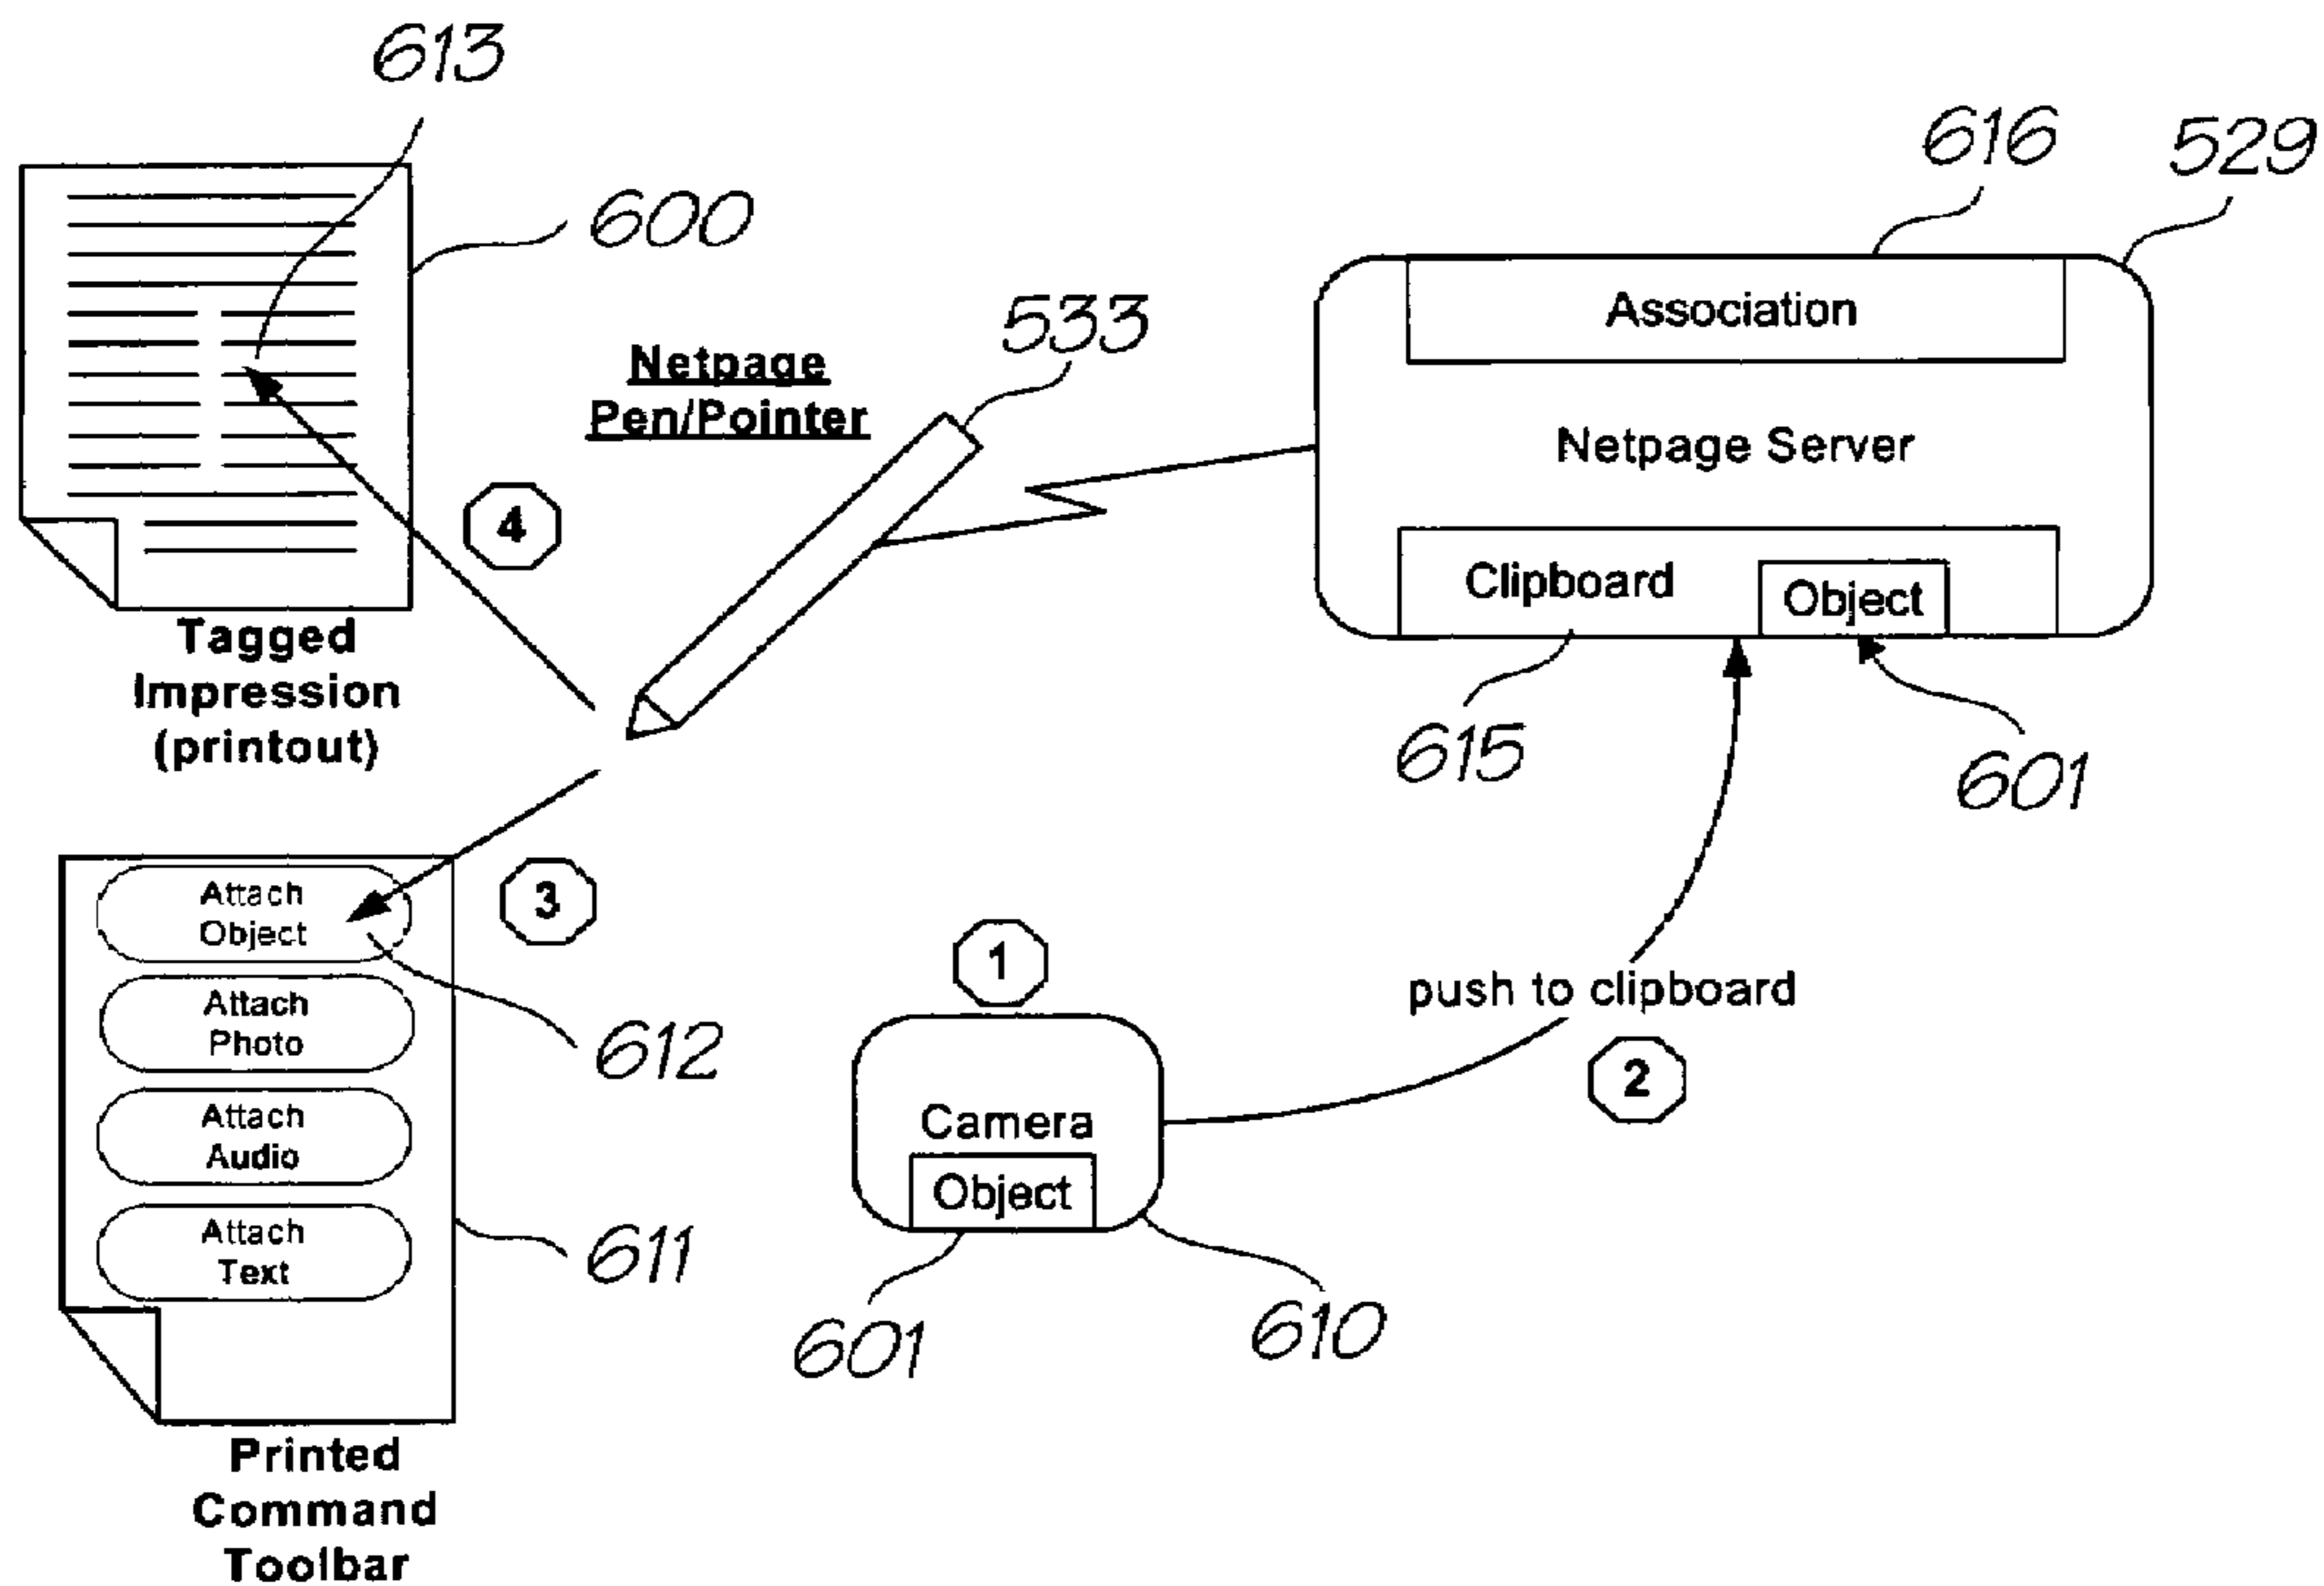 613
616
529
600
Association
533
Netpage
Pen/Pointer
Netpage Server
4
Clipboard
Object
Tagged
Impression
(printout)
615
601
Attach
Object
3
1
push to clipboard
Attach
Photo
612
2
Camera
Attach
Audio
Object
Attach
Text
611
601
610
Printed
Command
Toolbar